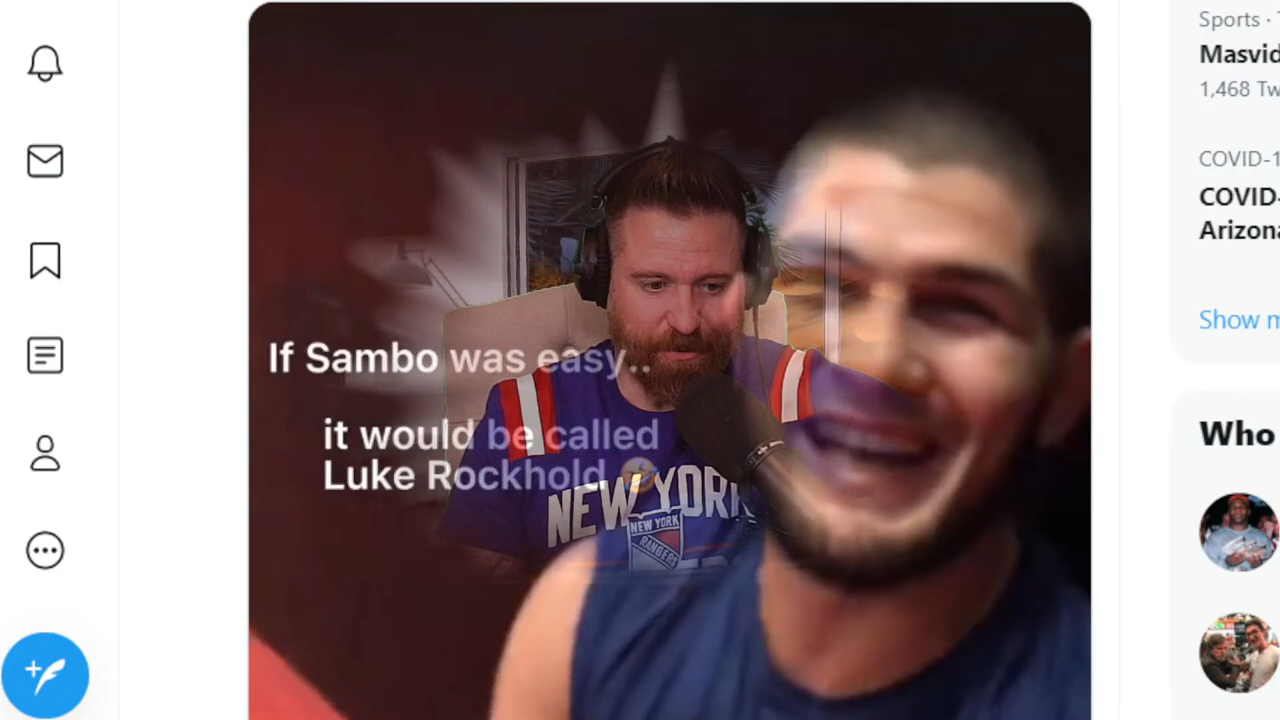 Sports · T
Masvid
1,468 Tw
COVID-1
COVID-
Arizona
Show m
Who
If Sambo was easy..
it would be called
Luke Rockhold
NEW YORK
NEW YORK
RANGERS